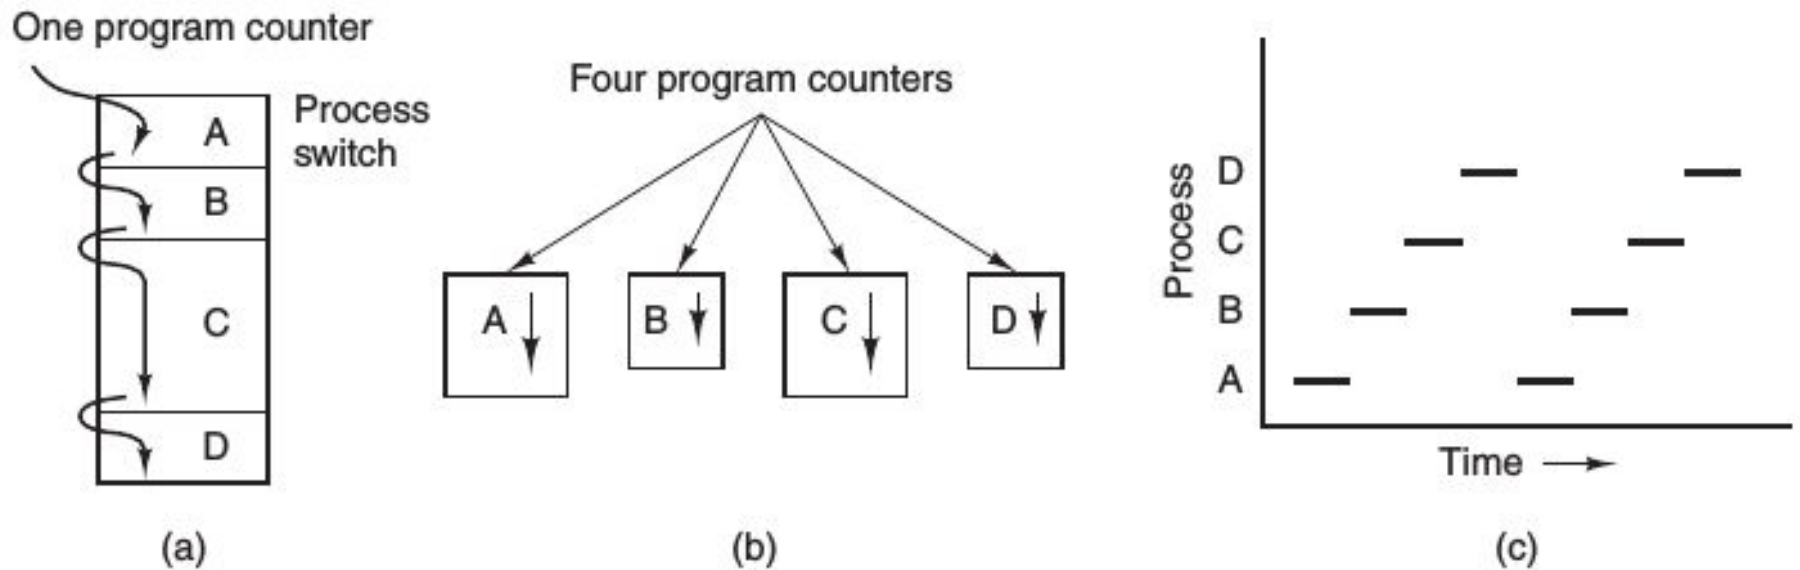 One program counter
Process
switch
A
B
C
D
(a)
Four program counters
A
B
C
D
(b)
Process
D
C
B
A
Time
(c)